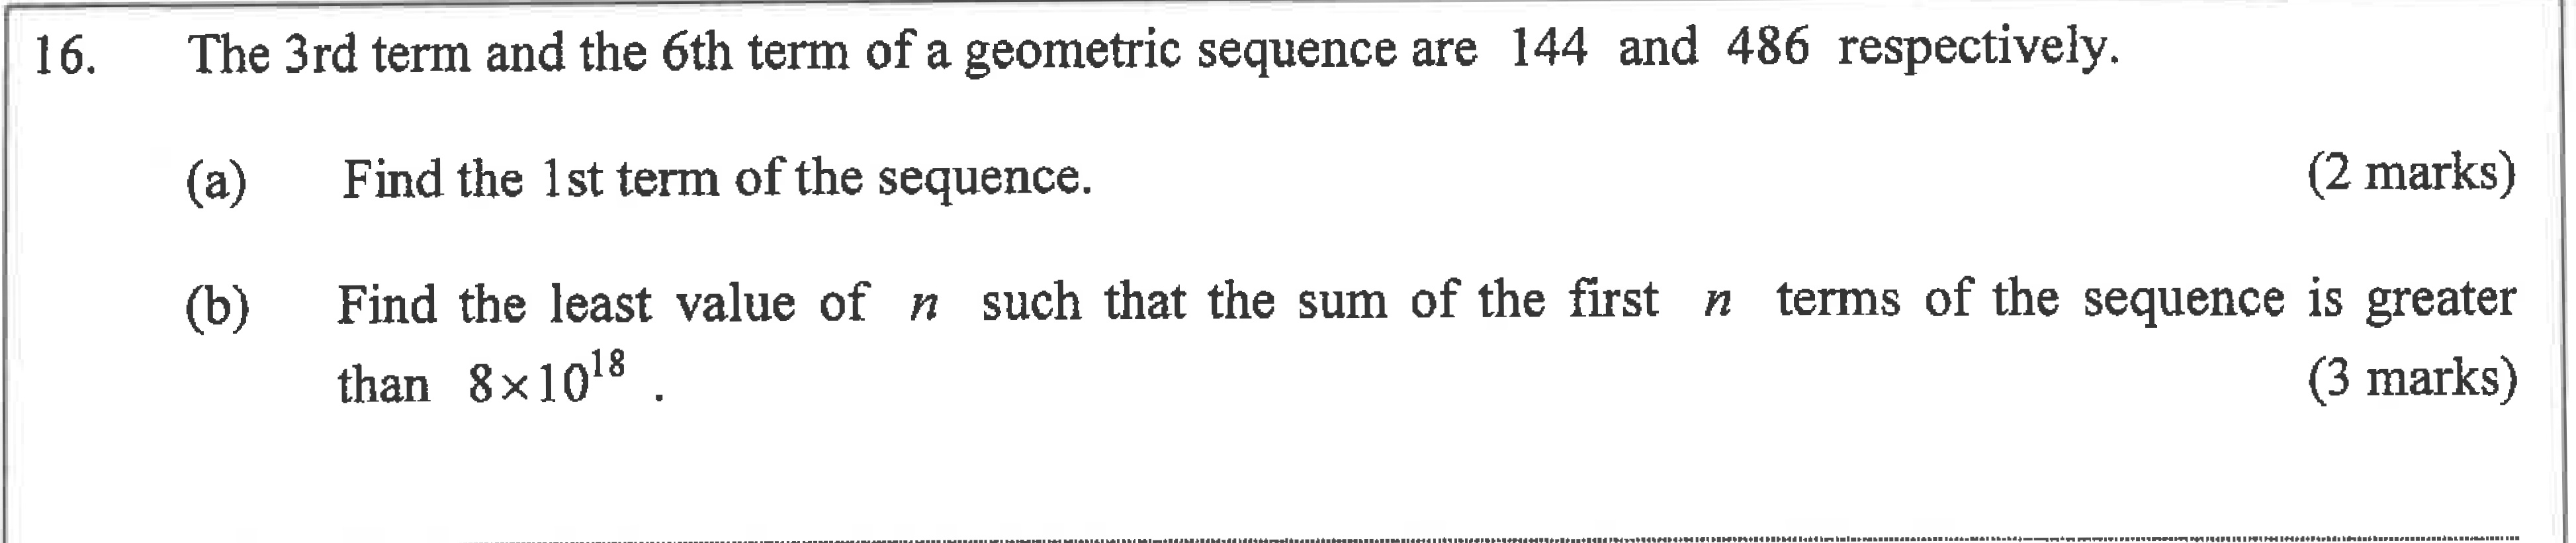 16. The 3rd term and the 6th term of a geometric sequence are 144 and 486 respectively.
(a) Find the 1st term of the sequence. (2 marks)
(b) Find the least value of n such that the sum of the first n terms of the sequence is greater
than 8×10¹⁸ . (3 marks)